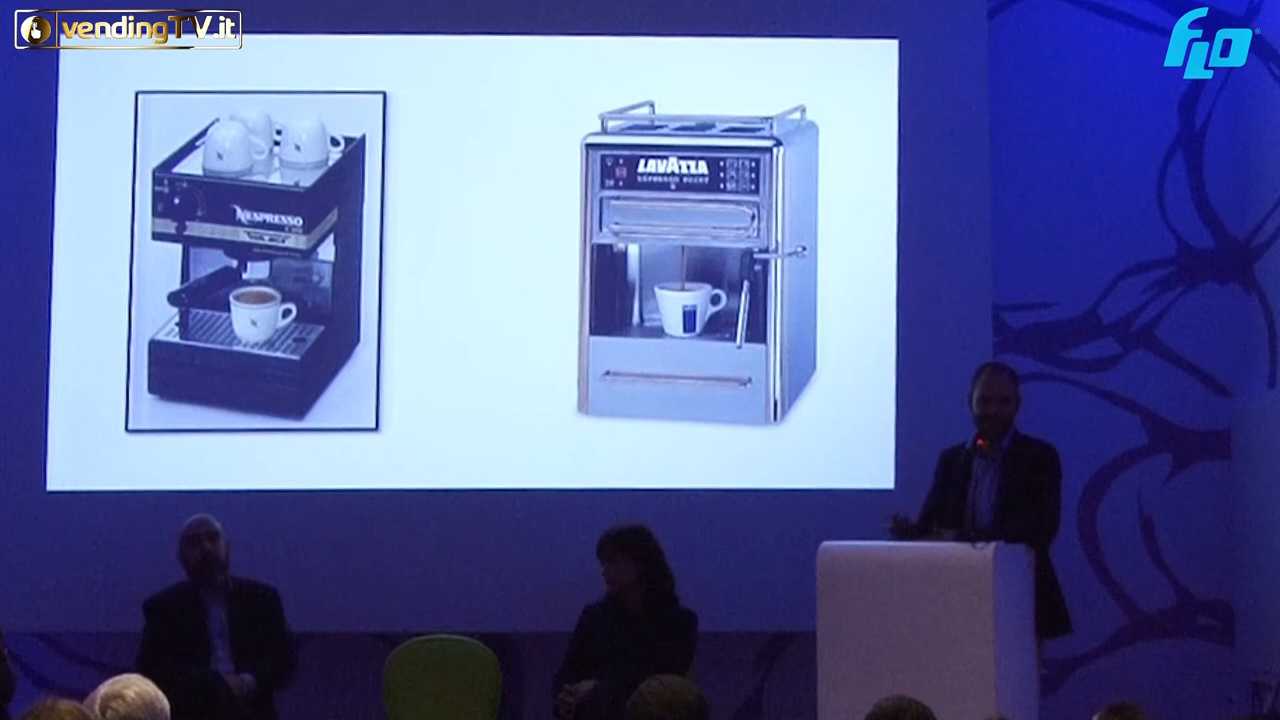 vendingTV.it
FLO
NESPRESSO
LAVAZZA
ESPRESSO POINT